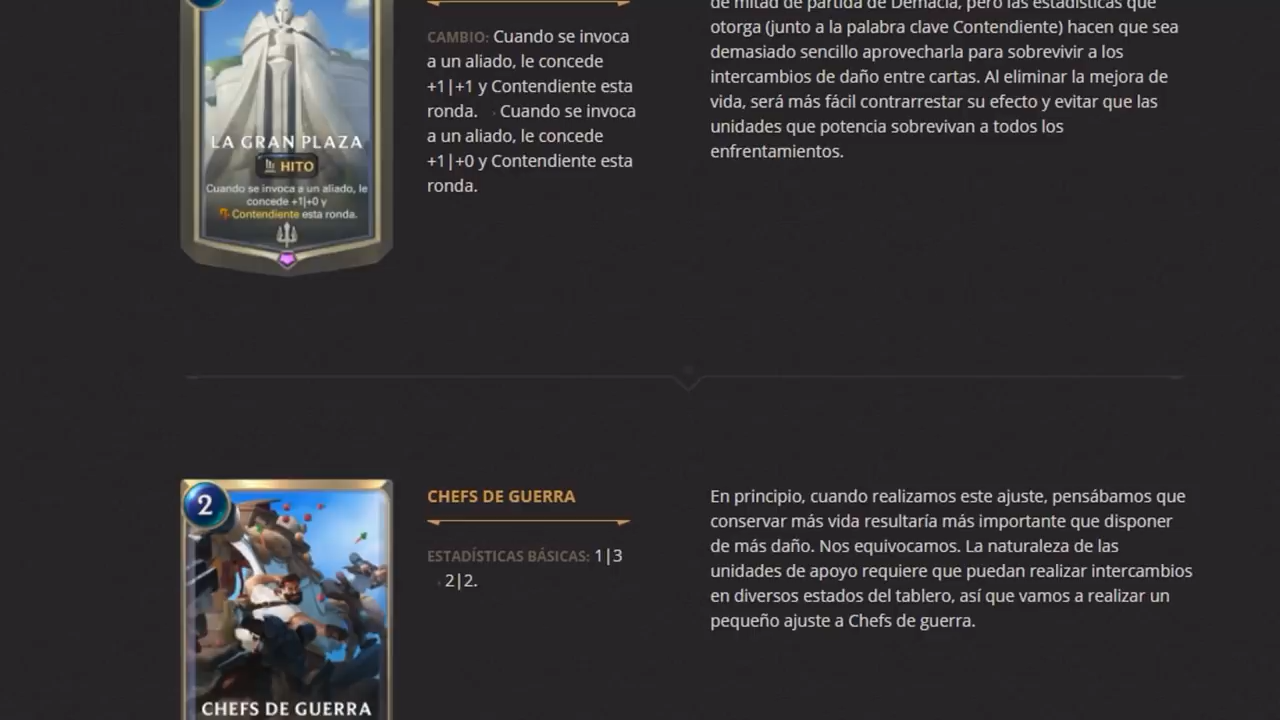 LA GRAN PLAZA
HITO
Cuando se invoca a un aliado, le
concede +1|+0 y
Contendiente esta ronda.
CAMBIO: Cuando se invoca
a un aliado, le concede
+1|+1 y Contendiente esta
ronda. Cuando se invoca
a un aliado, le concede
+1|+0 y Contendiente esta
ronda.
de mitad de partida de Demacia, pero las estadísticas que
otorga (junto a la palabra clave Contendiente) hacen que sea
demasiado sencillo aprovecharla para sobrevivir a los
intercambios de daño entre cartas. Al eliminar la mejora de
vida, será más fácil contrarrestar su efecto y evitar que las
unidades que potencia sobrevivan a todos los
enfrentamientos.
2
CHEFS DE GUERRA
CHEFS DE GUERRA
ESTADÍSTICAS BÁSICAS: 1|3
2|2.
En principio, cuando realizamos este ajuste, pensábamos que
conservar más vida resultaría más importante que disponer
de más daño. Nos equivocamos. La naturaleza de las
unidades de apoyo requiere que puedan realizar intercambios
en diversos estados del tablero, así que vamos a realizar un
pequeño ajuste a Chefs de guerra.